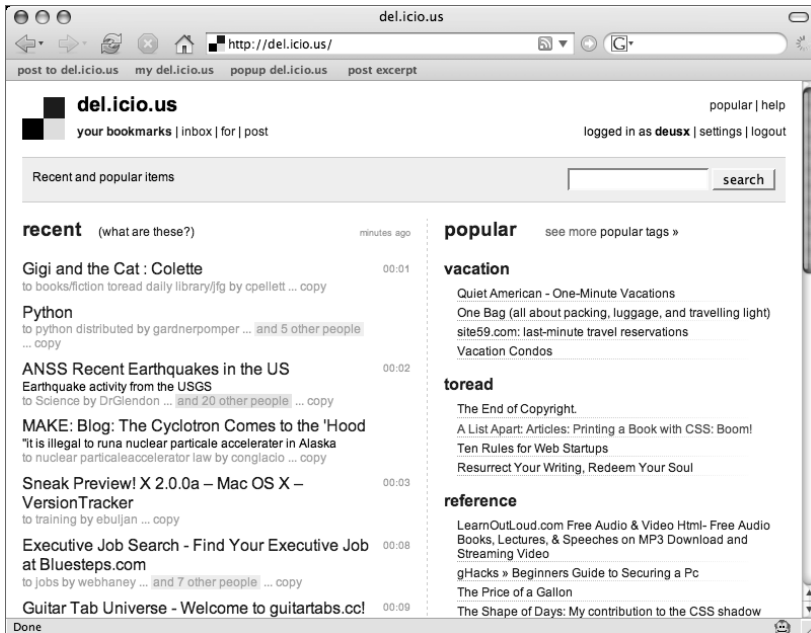 del.icio.us
http://del.icio.us/
G
post to del.icio.us my del.icio.us popup del.icio.us post excerpt
del.icio.us
popular | help
your bookmarks | inbox | for | post
logged in as deusx | settings | logout
Recent and popular items
search
recent (what are these?) minutes ago
Gigi and the Cat : Colette 00:01
to books/fiction toread daily library/jfg by cpellett ... copy
Python
to python distributed by gardnerpomper ... and 5 other people
... copy
ANSS Recent Earthquakes in the US 00:02
Earthquake activity from the USGS
to Science by DrGlendon ... and 20 other people ... copy
MAKE: Blog: The Cyclotron Comes to the 'Hood
"it is illegal to runa nuclear particale accelerater in Alaska
to nuclear particaleaccelerator law by conglacio ... copy
Sneak Preview! X 2.0.0a – Mac OS X – 00:03
VersionTracker
to training by ebuljan ... copy
Executive Job Search - Find Your Executive Job 00:08
at Bluesteps.com
to jobs by webhaney ... and 7 other people ... copy
Guitar Tab Universe - Welcome to guitartabs.cc! 00:09
popular see more popular tags »
vacation
Quiet American - One-Minute Vacations
One Bag (all about packing, luggage, and travelling light)
site59.com: last-minute travel reservations
Vacation Condos
toread
The End of Copyright.
A List Apart: Articles: Printing a Book with CSS: Boom!
Ten Rules for Web Startups
Resurrect Your Writing, Redeem Your Soul
reference
LearnOutLoud.com Free Audio & Video Html- Free Audio
Books, Lectures, & Speeches on MP3 Download and
Streaming Video
gHacks » Beginners Guide to Securing a Pc
The Price of a Gallon
The Shape of Days: My contribution to the CSS shadow
Done